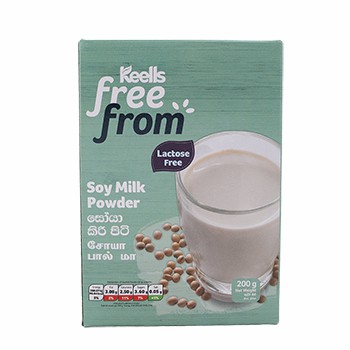 Keells
free
from
Lactose
Free
Soy Milk
Powder
සෝයා
කිරි පිටි
சோயா
பால் மா
200 g